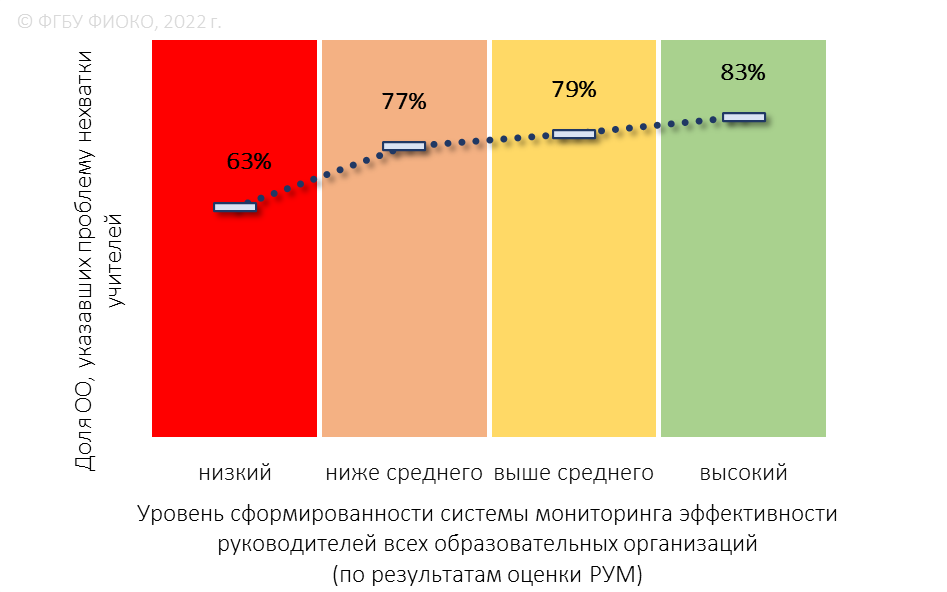 © ФГБУ ФИОКО, 2022 г.
Доля ОО, указавших проблему нехватки
учителей
63%
77%
79%
83%
низкий
ниже среднего
выше среднего
высокий
Уровень сформированности системы мониторинга эффективности
руководителей всех образовательных организаций
(по результатам оценки РУМ)